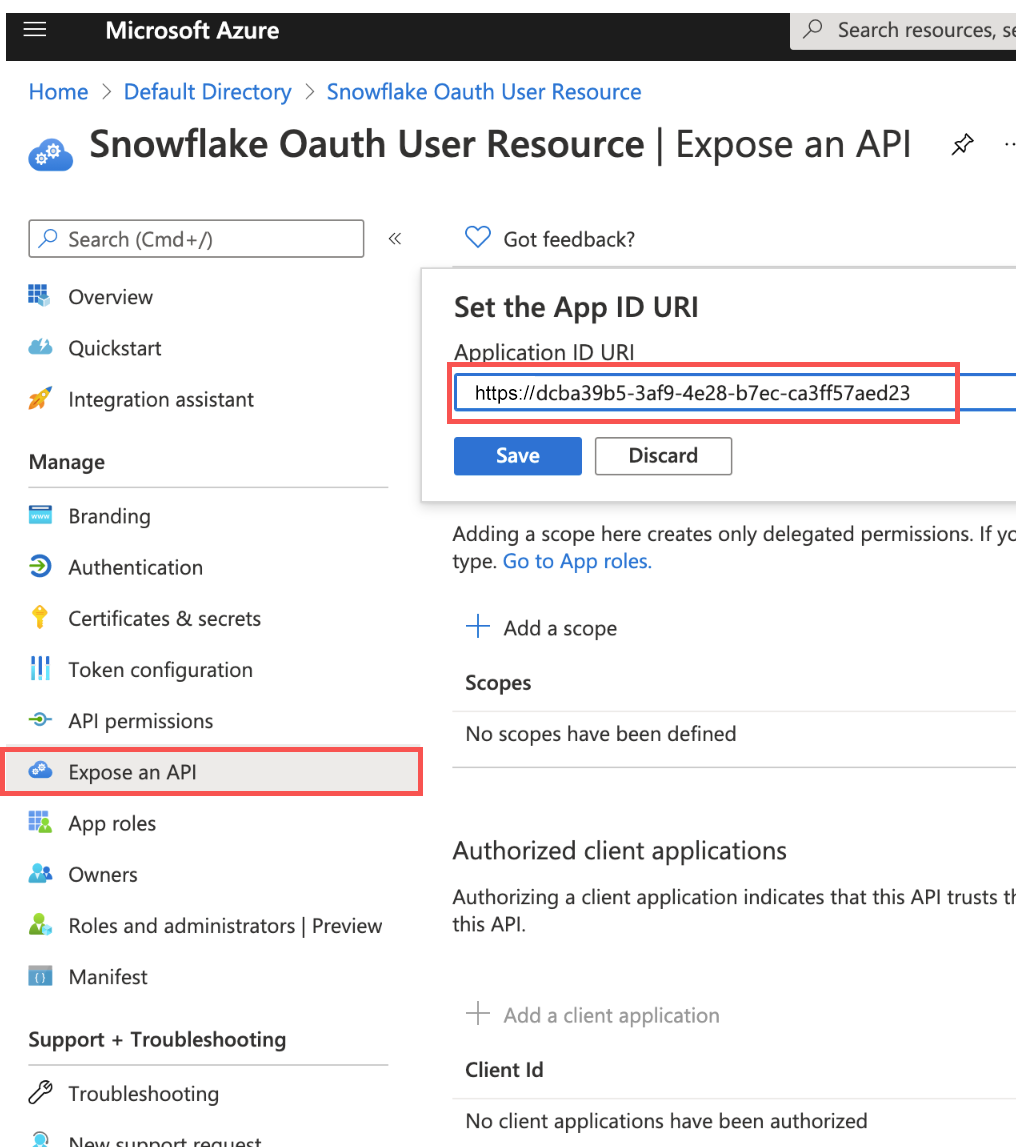 Microsoft Azure
Search resources, se
Home > Default Directory > Snowflake Oauth User Resource
Snowflake Oauth User Resource | Expose an API
Search (Cmd+/)
«
Got feedback?
Overview
Quickstart
Integration assistant
Manage
Branding
Authentication
Certificates & secrets
Token configuration
API permissions
Expose an API
App roles
Owners
Roles and administrators | Preview
Manifest
Support + Troubleshooting
Troubleshooting
New support request
Set the App ID URI
Application ID URI
https://dcba39b5-3af9-4e28-b7ec-ca3ff57aed23
Save
Discard
Adding a scope here creates only delegated permissions. If yo
type. Go to App roles.
Add a scope
Scopes
No scopes have been defined
Authorized client applications
Authorizing a client application indicates that this API trusts th
this API.
Add a client application
Client Id
No client applications have been authorized